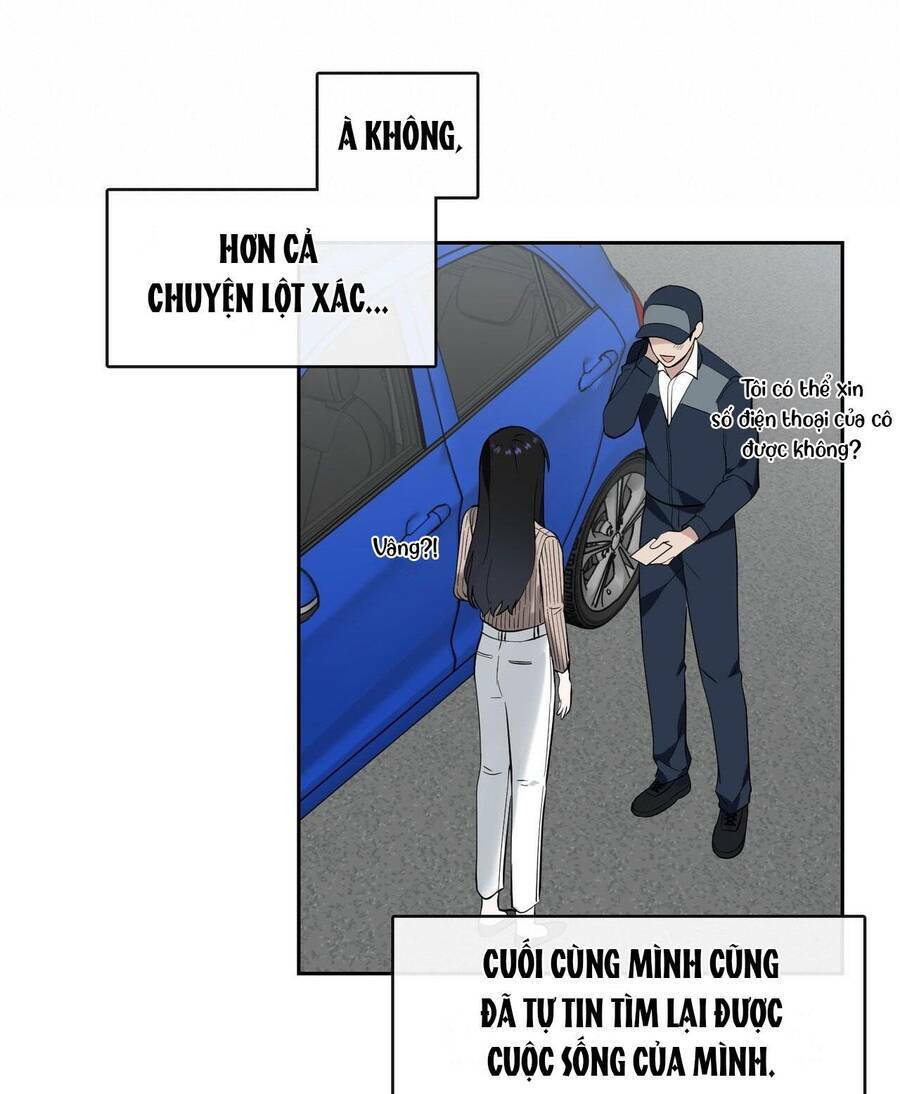 À KHÔNG,
HƠN CẢ
CHUYỆN LỘT XÁC...
Tôi có thể xin
số điện thoại của cô
được không?
Vâng?!
CUỐI CÙNG MÌNH CŨNG
ĐÃ TỰ TIN TÌM LẠI ĐƯỢC
CUỘC SỐNG CỦA MÌNH.